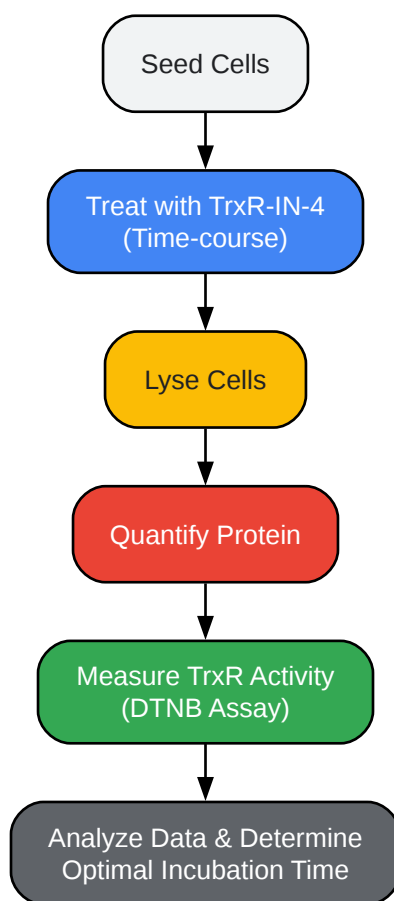 Seed Cells
Treat with TrxR-IN-4
(Time-course)
Lyse Cells
Quantify Protein
Measure TrxR Activity
(DTNB Assay)
Analyze Data & Determine
Optimal Incubation Time